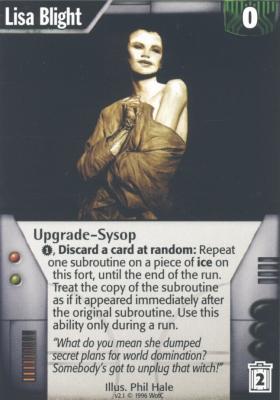 Lisa Blight
0
Upgrade–Sysop
1, Discard a card at random: Repeat
one subroutine on a piece of ice on
this fort, until the end of the run.
Treat the copy of the subroutine
as if it appeared immediately after
the original subroutine. Use this
ability only during a run.
"What do you mean she dumped
secret plans for world domination?
Somebody's got to unplug that witch!"
Illus. Phil Hale
v2.1 © 1996 WotC
2